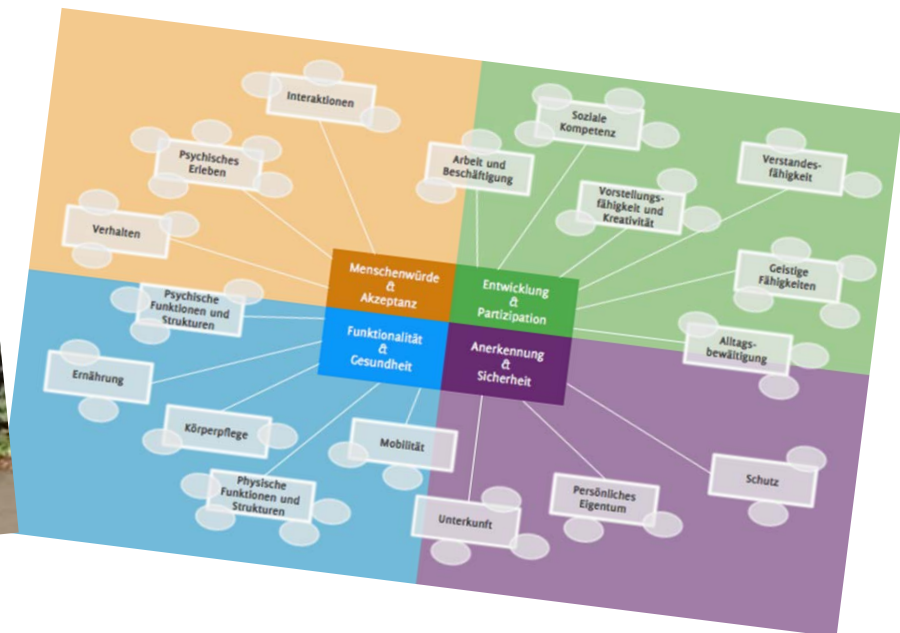 Interaktionen
Psychisches
Erleben
Verhalten
Menschenwürde
&
Akzeptanz
Arbeit und
Beschäftigung
Soziale
Kompetenz
Vorstellungs-
fähigkeit und
Kreativität
Verstandes-
fähigkeit
Geistige
Fähigkeiten
Alltags-
bewältigung
Entwicklung
&
Partizipation
Psychische
Funktionen und
Strukturen
Ernährung
Körperpflege
Physische
Funktionen und
Strukturen
Mobilität
Funktionalität
&
Gesundheit
Anerkennung
&
Sicherheit
Unterkunft
Persönliches
Eigentum
Schutz